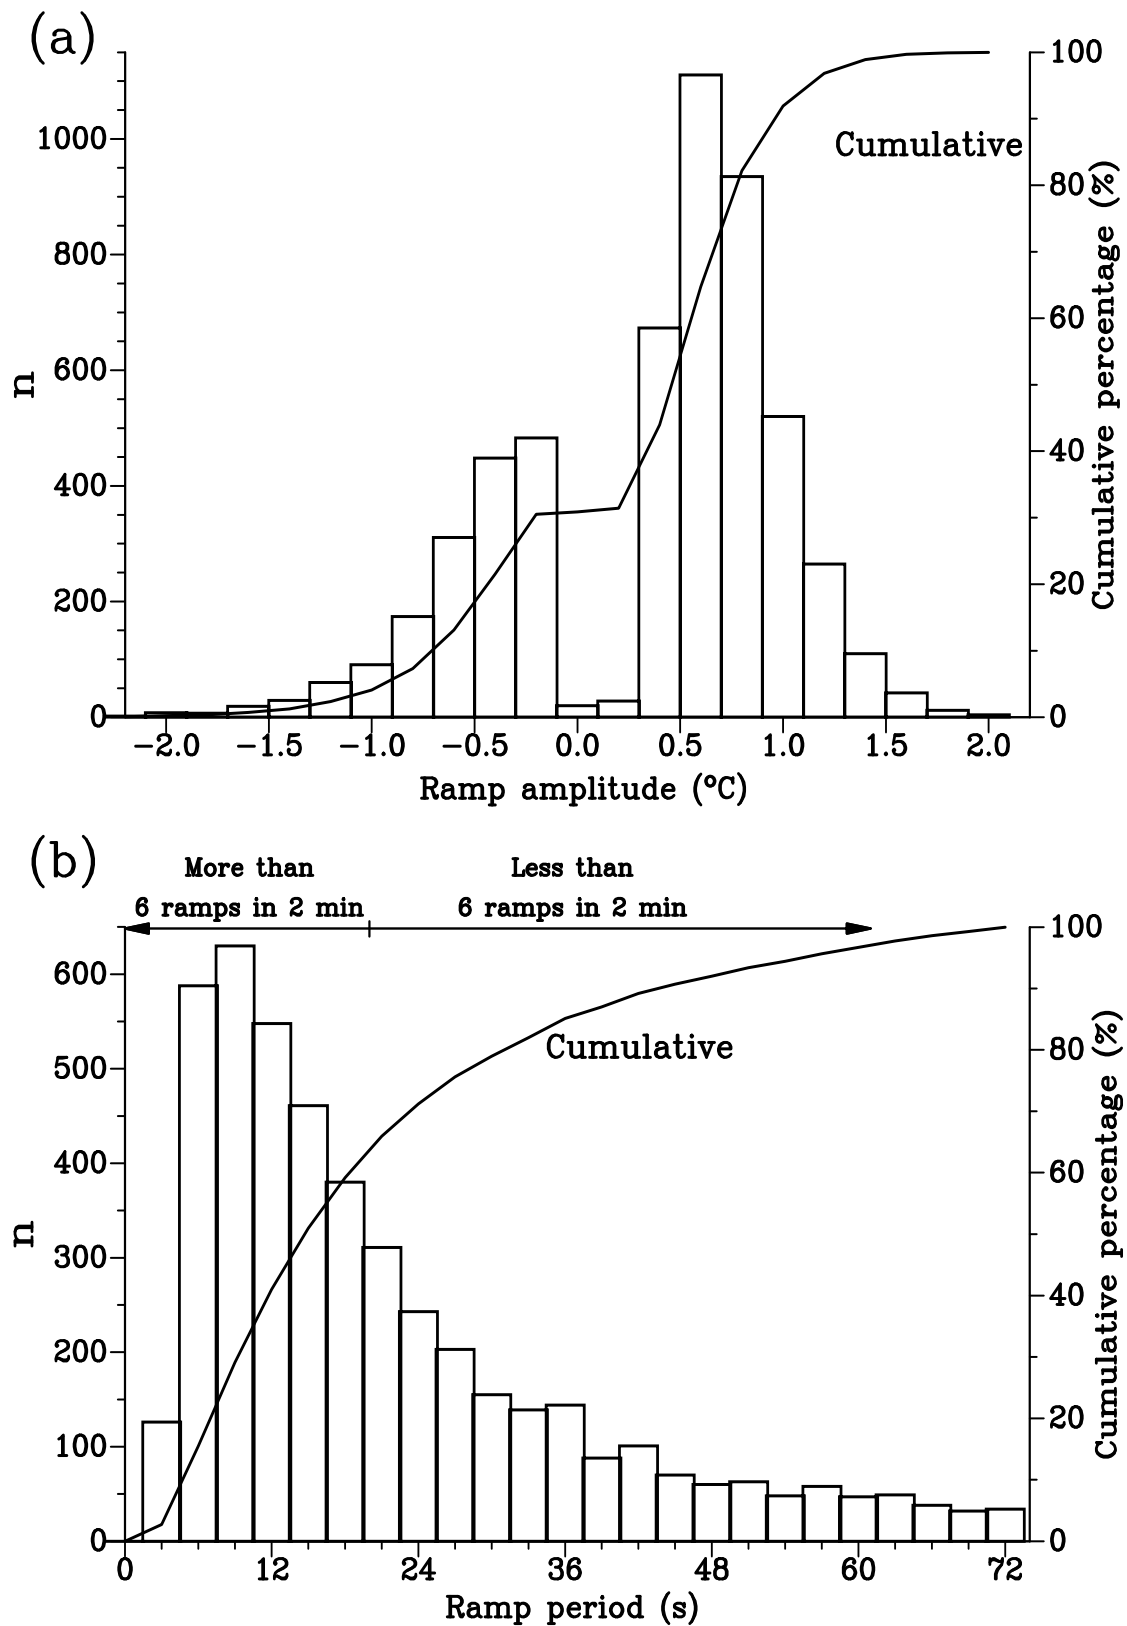 (a)
100
1000
Cumulative
80
800
60
600
n
Cumulative percentage (%)
40
400
20
200
0
0
−2.0 −1.5 −1.0 −0.5 0.0 0.5 1.0 1.5 2.0
Ramp amplitude (°C)
(b)
More than
6 ramps in 2 min
Less than
6 ramps in 2 min
100
600
Cumulative
80
500
400
60
n
Cumulative percentage (%)
300
40
200
20
100
0
0
0 12 24 36 48 60 72
Ramp period (s)